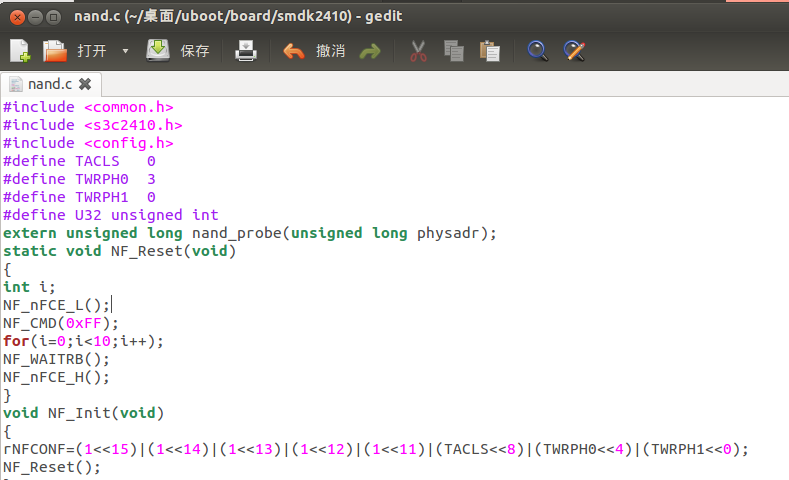 nand.c (~/桌面/uboot/board/smdk2410) - gedit
打开 保存 撤消
nand.c
#include <common.h>
#include <s3c2410.h>
#include <config.h>
#define TACLS   0
#define TWRPH0  3
#define TWRPH1  0
#define U32 unsigned int
extern unsigned long nand_probe(unsigned long physadr);
static void NF_Reset(void)
{
int i;
NF_nFCE_L();
NF_CMD(0xFF);
for(i=0;i<10;i++);
NF_WAITRB();
NF_nFCE_H();
}
void NF_Init(void)
{
rNFCONF=(1<<15)|(1<<14)|(1<<13)|(1<<12)|(1<<11)|(TACLS<<8)|(TWRPH0<<4)|(TWRPH1<<0);
NF_Reset();